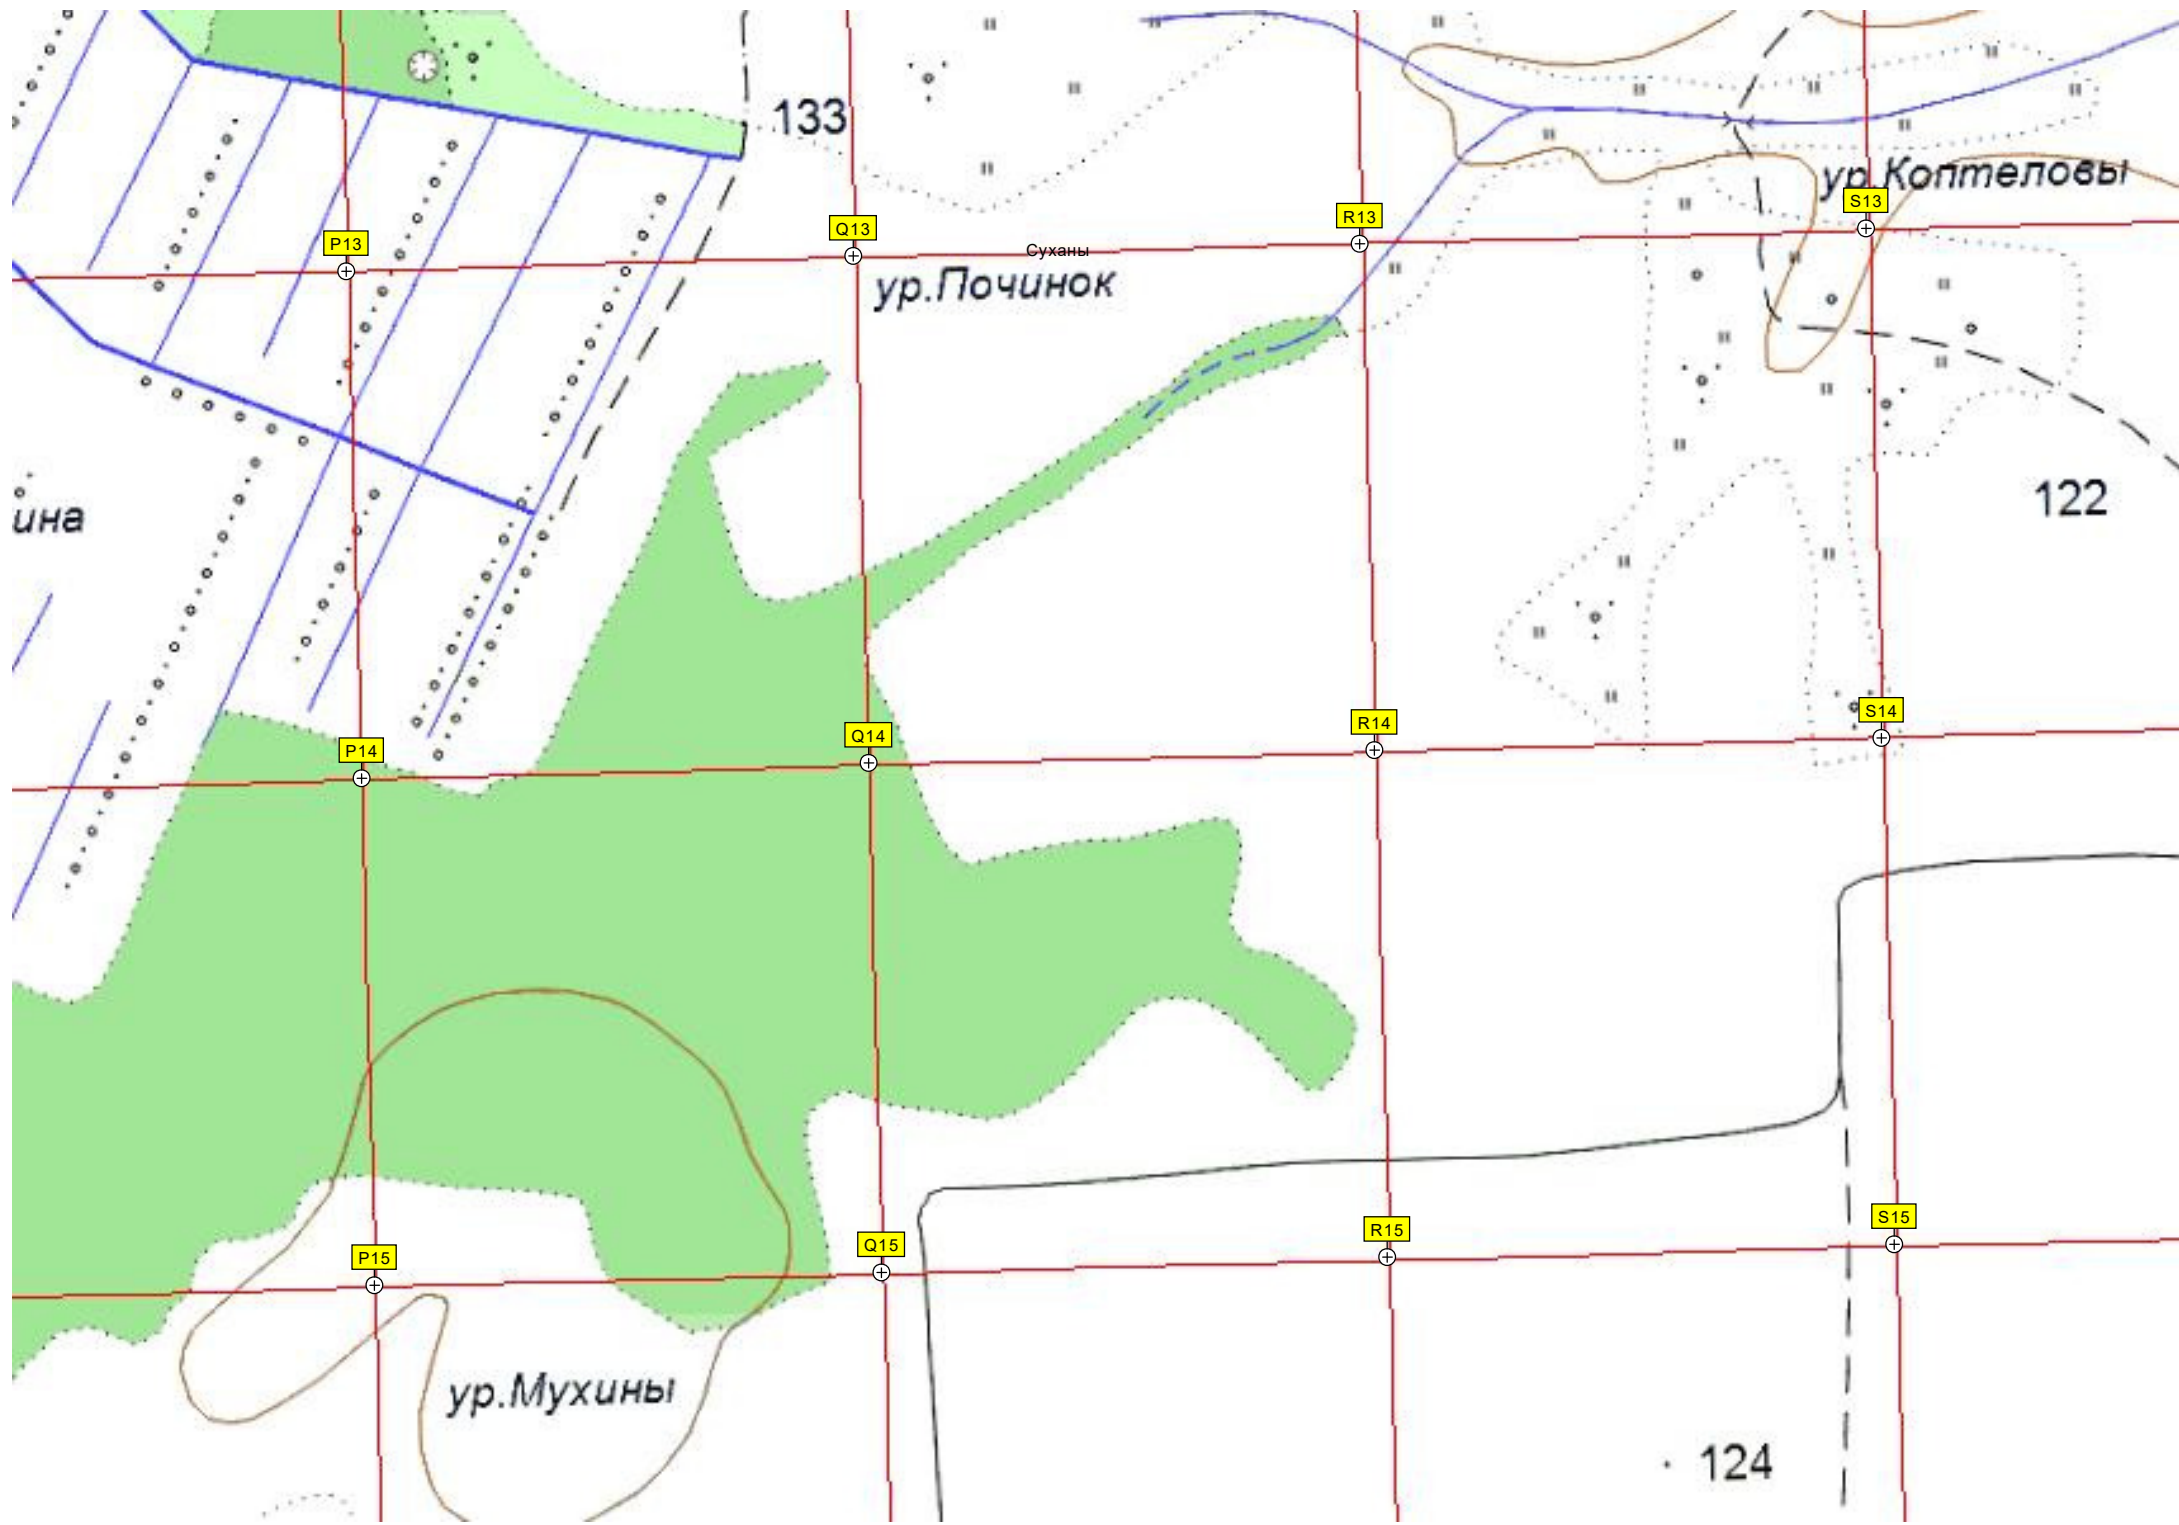 133
ур.Коптеловы
S13
R13
Q13
P13
Суханы
ур.Починок
122
ина
S14
R14
Q14
P14
S15
R15
Q15
P15
ур.Мухины
124